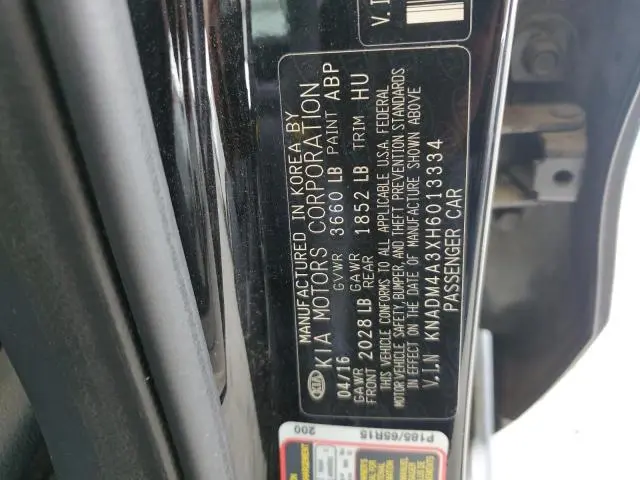 MANUFACTURED IN KOREA BY
KIA KIA MOTORS CORPORATION
04/16 GVWR 3660 LB PAINT ABP
GAWR FRONT 2028 LB GAWR REAR 1852 LB TRIM HU
THIS VEHICLE CONFORMS TO ALL APPLICABLE U.S.A. FEDERAL
MOTOR VEHICLE SAFETY, BUMPER, AND THEFT PREVENTION STANDARDS
IN EFFECT ON THE DATE OF MANUFACTURE SHOWN ABOVE
V.I.N KNADM4A3XH6013334
PASSENGER CAR
P185/65R15
200